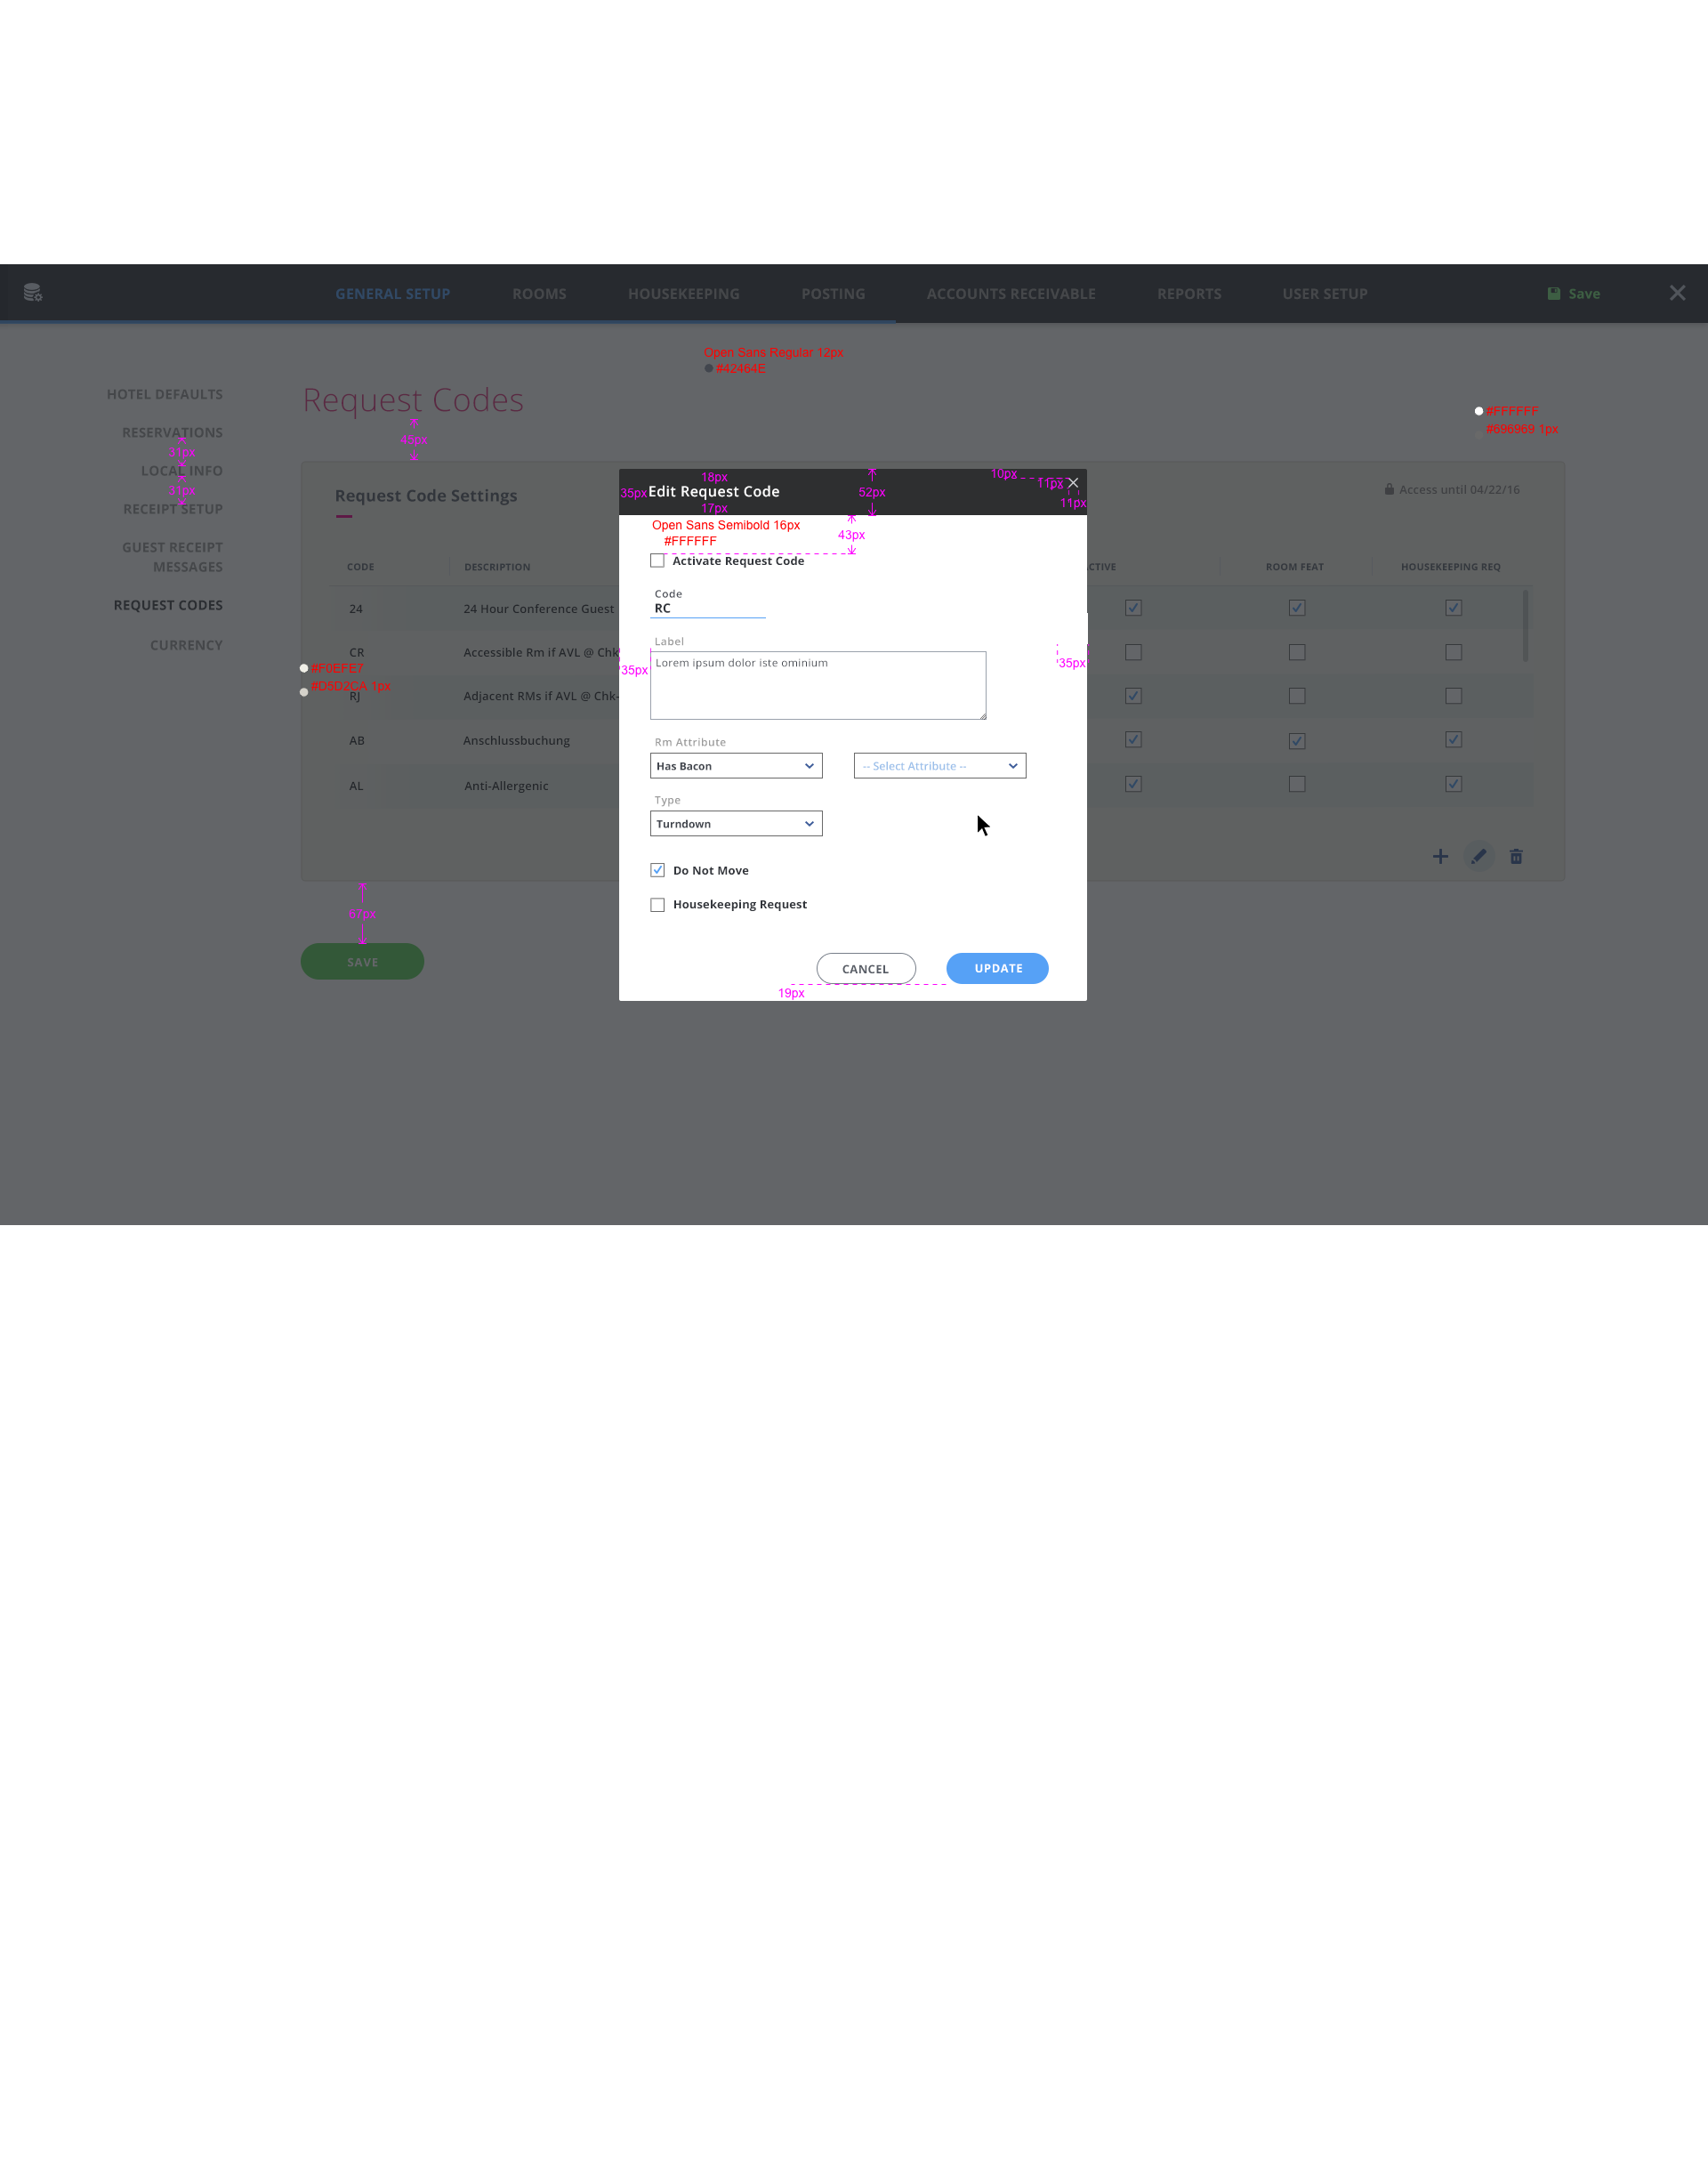 GENERAL SETUP ROOMS HOUSEKEEPING POSTING ACCOUNTS RECEIVABLE REPORTS USER SETUP Save
Open Sans Regular 12px
#42464E
HOTEL DEFAULTS
RESERVATIONS
LOCAL INFO
RECEIPT SETUP
GUEST RECEIPT
MESSAGES
REQUEST CODES
CURRENCY
31px
Request Codes
#FFFFFF
#696969 1px
Request Code Settings
Access until 04/22/16
CODE DESCRIPTION CTIVE ROOM FEAT HOUSEKEEPING REQ
24 24 Hour Conference Guest
CR Accessible Rm if AVL @ Chk
#F0EFE7
#D5D2CA 1px
RJ Adjacent RMs if AVL @ Chk-
AB Anschlussbuchung
AL Anti-Allergenic
67px
SAVE
18px
35px Edit Request Code 52px 10px 11px
17px 11px
Open Sans Semibold 16px
#FFFFFF
43px
Activate Request Code
Code
RC
Label
35px Lorem ipsum dolor iste ominium 35px
Rm Attribute
Has Bacon -- Select Attribute --
Type
Turndown
Do Not Move
Housekeeping Request
CANCEL UPDATE
19px